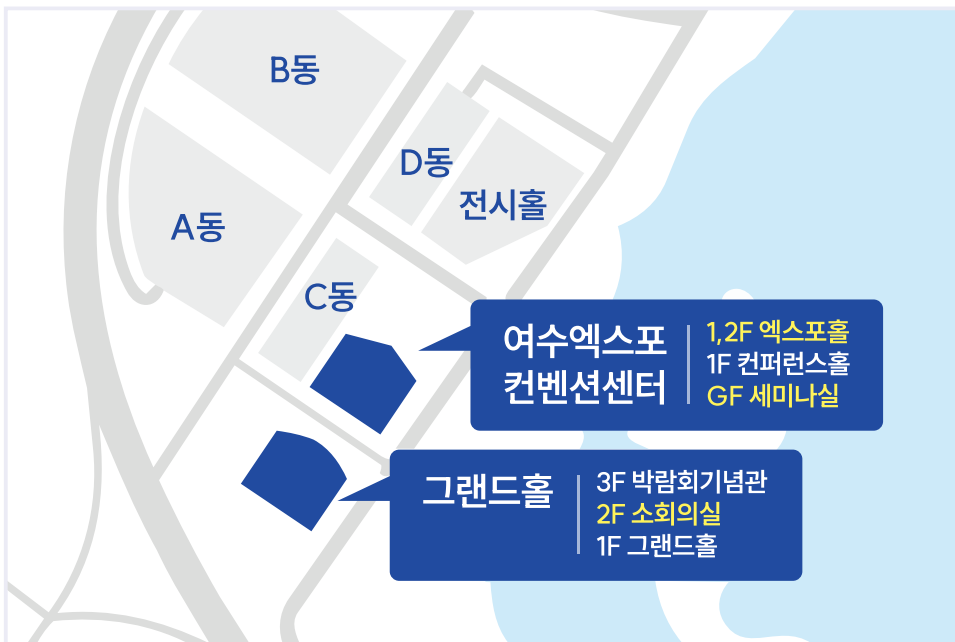 B동
D동
전시홀
A동
C동
여수엑스포
컨벤션센터
1,2F 엑스포홀
1F 컨퍼런스홀
GF 세미나실
그랜드홀
3F 박람회기념관
2F 소회의실
1F 그랜드홀